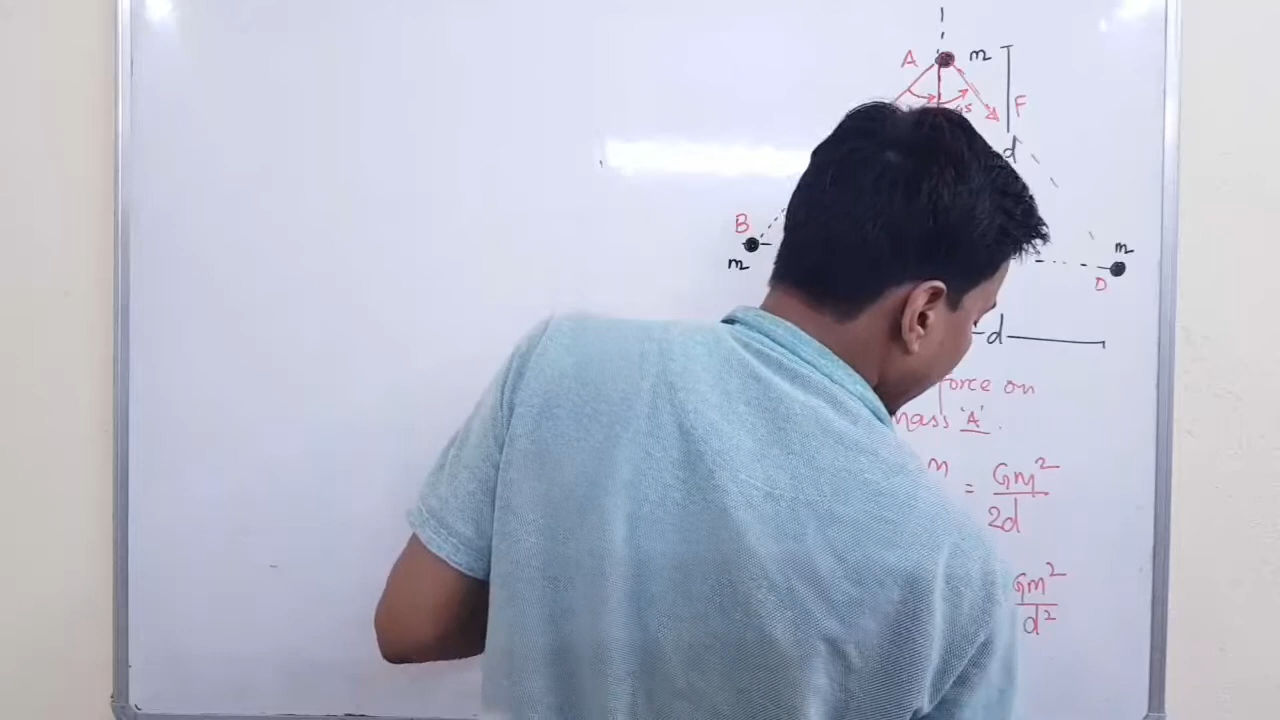 A m
F
d
B
m
m
D
d
force on
mass 'A'.
m = Gm²/2d
Gm²/d²